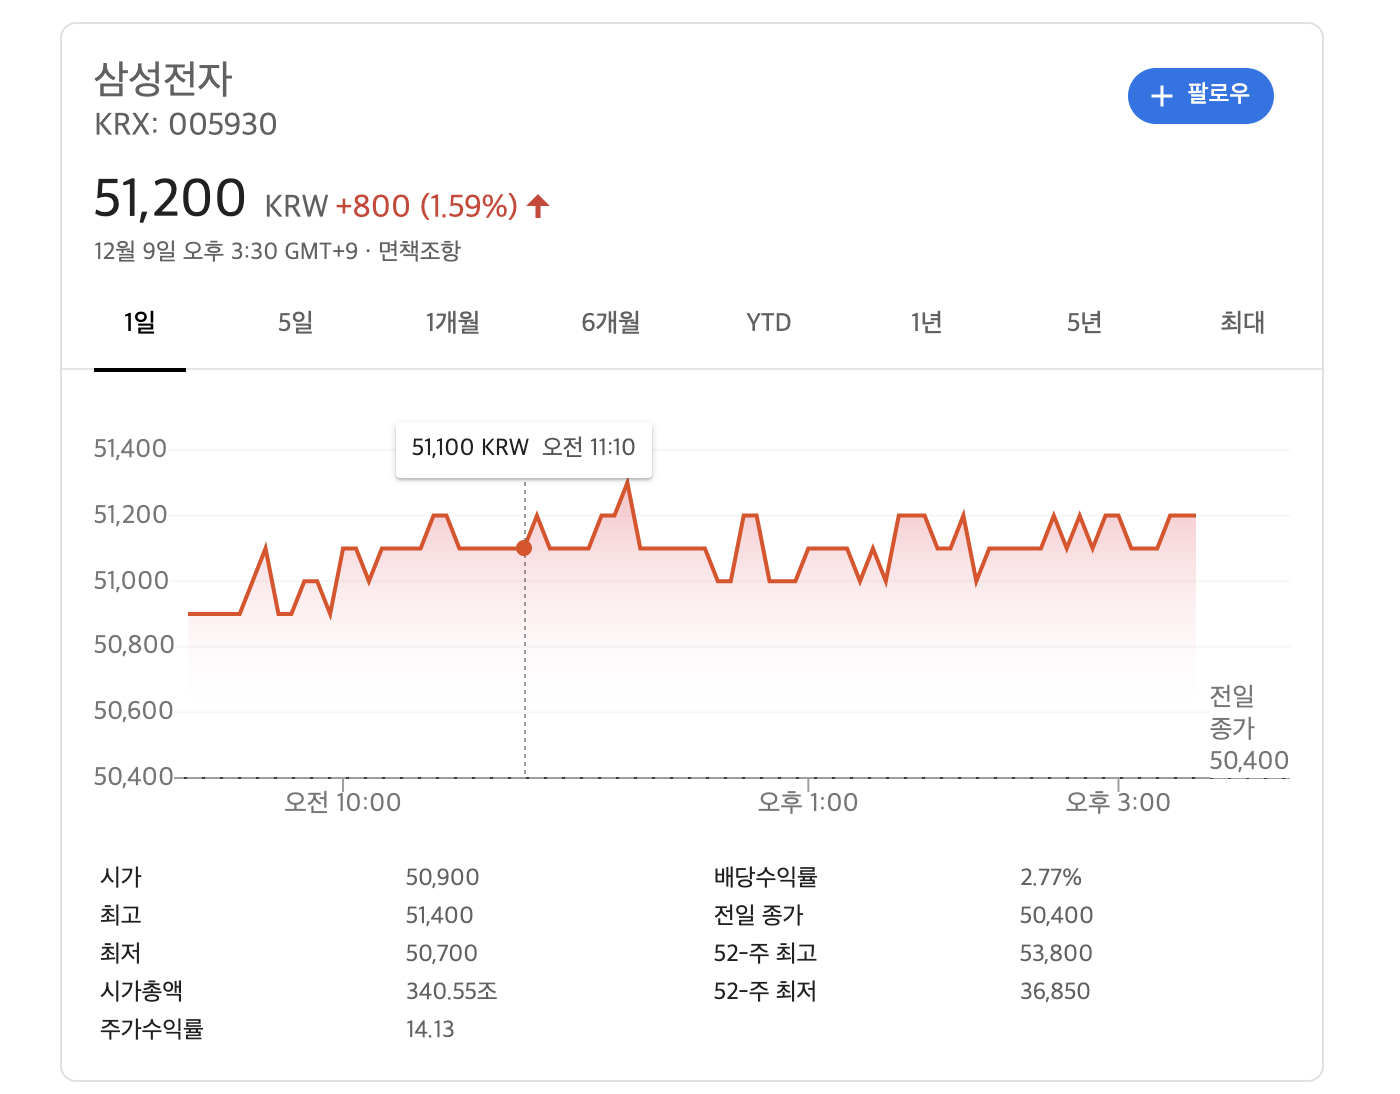 삼성전자
KRX: 005930
+ 팔로우
51,200 KRW +800 (1.59%) ↑
12월 9일 오후 3:30 GMT+9 · 면책조항
1일 5일 1개월 6개월 YTD 1년 5년 최대
51,100 KRW 오전 11:10
51,400
51,200
51,000
50,800
50,600
50,400
전일
종가
50,400
오전 10:00 오후 1:00 오후 3:00
시가 50,900 배당수익률 2.77%
최고 51,400 전일 종가 50,400
최저 50,700 52-주 최고 53,800
시가총액 340.55조 52-주 최저 36,850
주가수익률 14.13